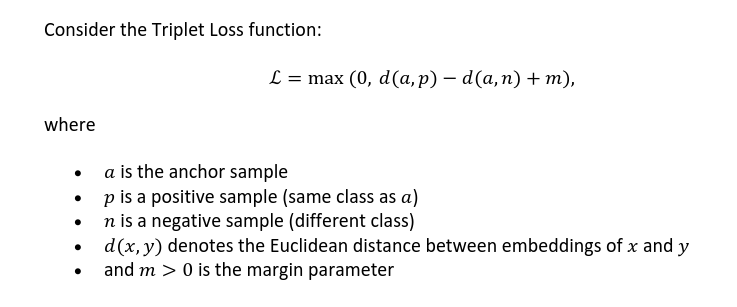 Consider the Triplet Loss function:
ℒ = max (0, 𝑑(𝑎, 𝑝) − 𝑑(𝑎, 𝑛) + 𝑚),
where
• 𝑎 is the anchor sample
• 𝑝 is a positive sample (same class as 𝑎)
• 𝑛 is a negative sample (different class)
• 𝑑(𝑥, 𝑦) denotes the Euclidean distance between embeddings of 𝑥 and 𝑦
• and 𝑚 > 0 is the margin parameter